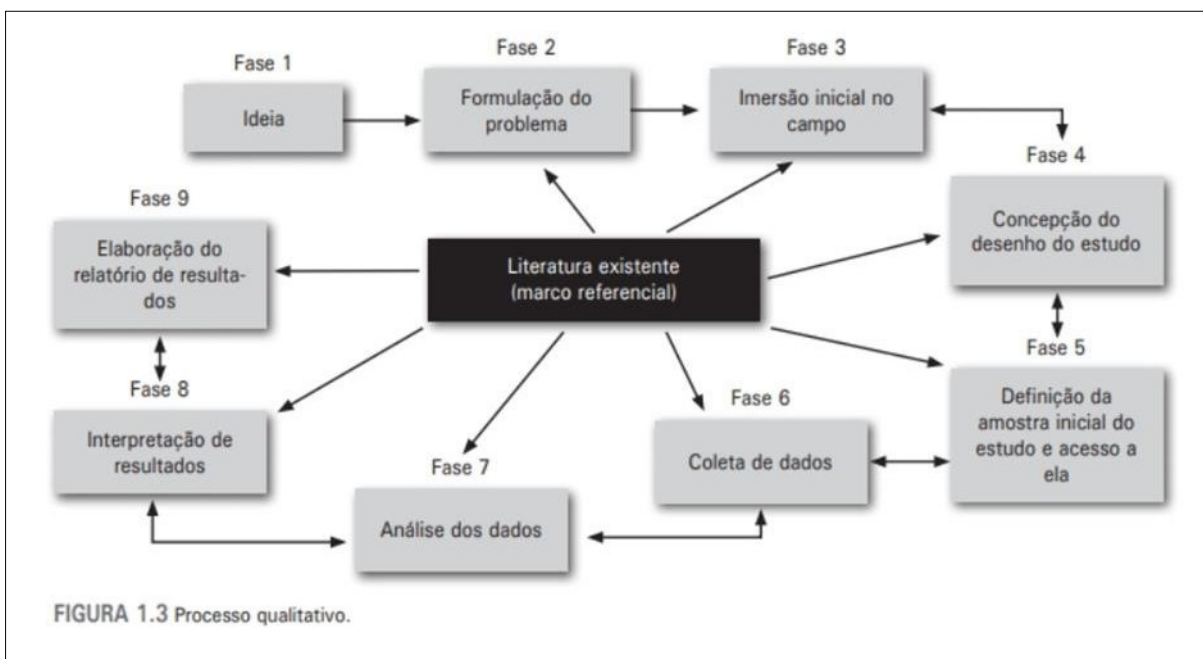 Fase 1
Ideia
Fase 2
Formulação do
problema
Fase 3
Imersão inicial no
campo
Fase 4
Concepção do
desenho do estudo
Fase 9
Elaboração do
relatório de resulta-
dos
Literatura existente
(marco referencial)
Fase 5
Definição da
amostra inicial do
estudo e acesso a
ela
Fase 6
Coleta de dados
Fase 7
Análise dos dados
Fase 8
Interpretação de
resultados
FIGURA 1.3 Processo qualitativo.